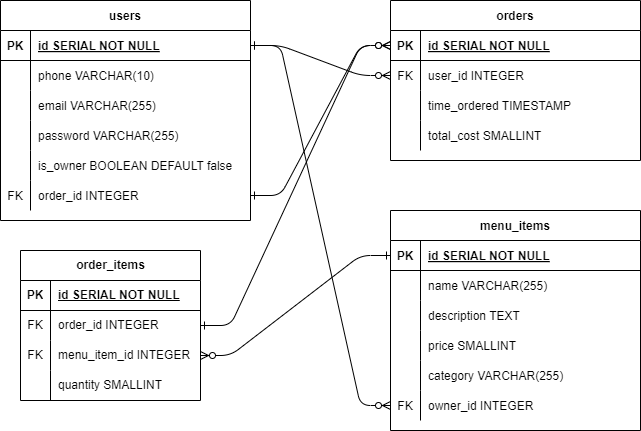 users
PK id SERIAL NOT NULL
phone VARCHAR(10)
email VARCHAR(255)
password VARCHAR(255)
is_owner BOOLEAN DEFAULT false
FK order_id INTEGER
orders
PK id SERIAL NOT NULL
FK user_id INTEGER
time_ordered TIMESTAMP
total_cost SMALLINT
order_items
PK id SERIAL NOT NULL
FK order_id INTEGER
FK menu_item_id INTEGER
quantity SMALLINT
menu_items
PK id SERIAL NOT NULL
name VARCHAR(255)
description TEXT
price SMALLINT
category VARCHAR(255)
FK owner_id INTEGER